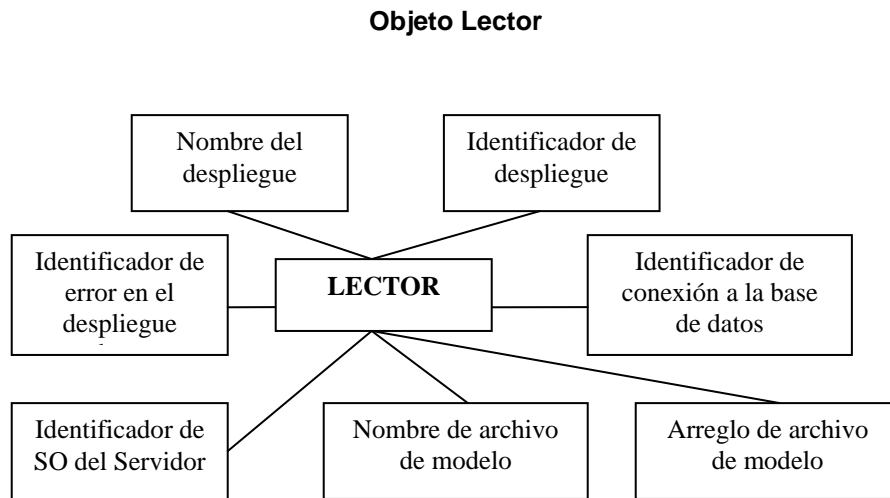 Objeto Lector
Nombre del
despliegue
Identificador de
despliegue
Identificador de
error en el
despliegue
LECTOR
Identificador de
conexión a la base
de datos
Identificador de
SO del Servidor
Nombre de archivo
de modelo
Arreglo de archivo
de modelo